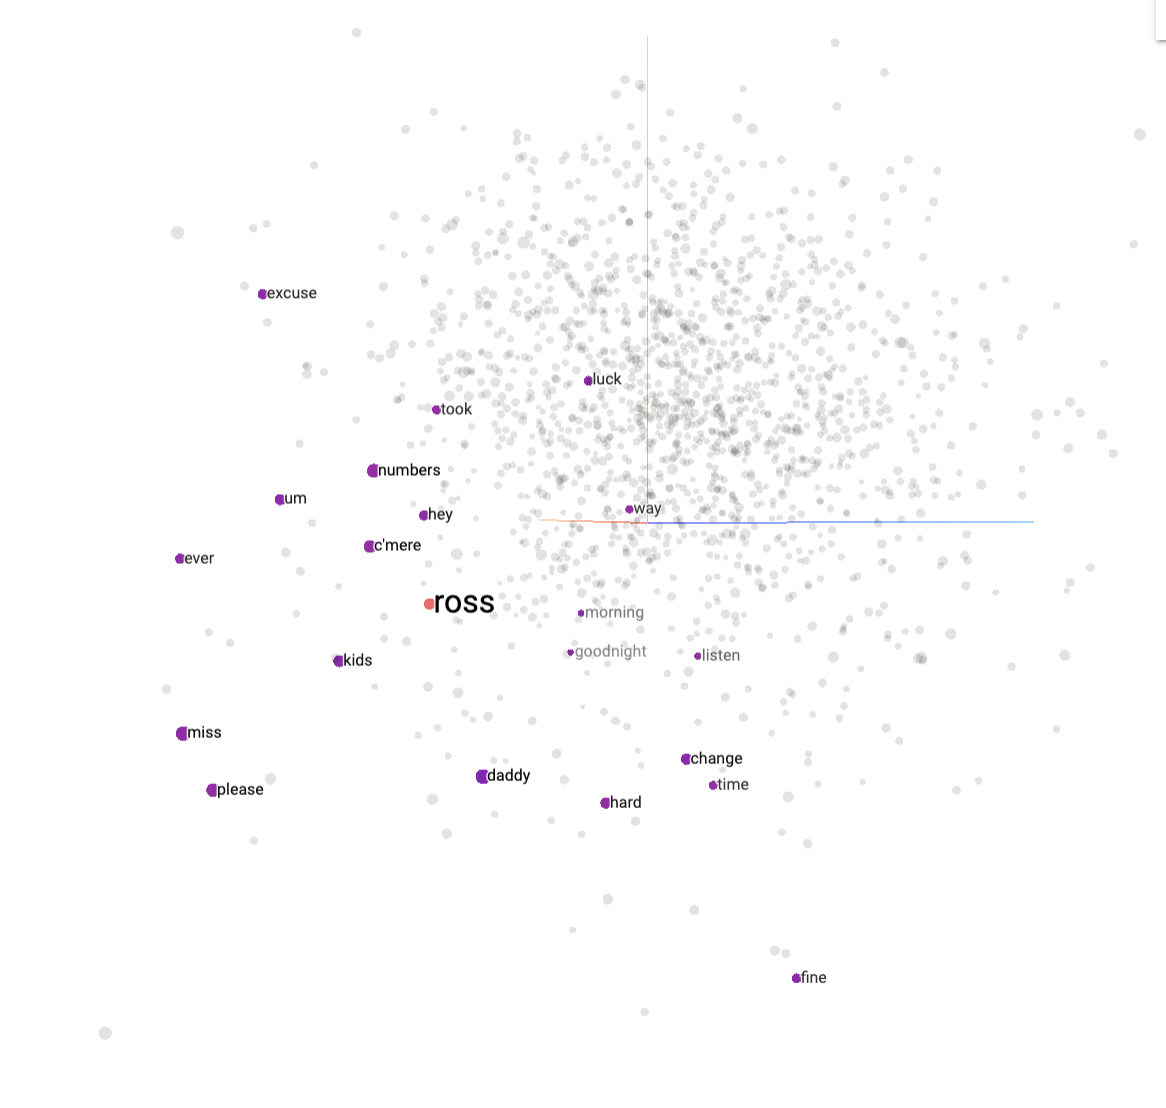 excuse
luck
took
numbers
um
way
hey
c'mere
ever
ross
morning
goodnight
listen
kids
miss
change
daddy
time
please
hard
fine